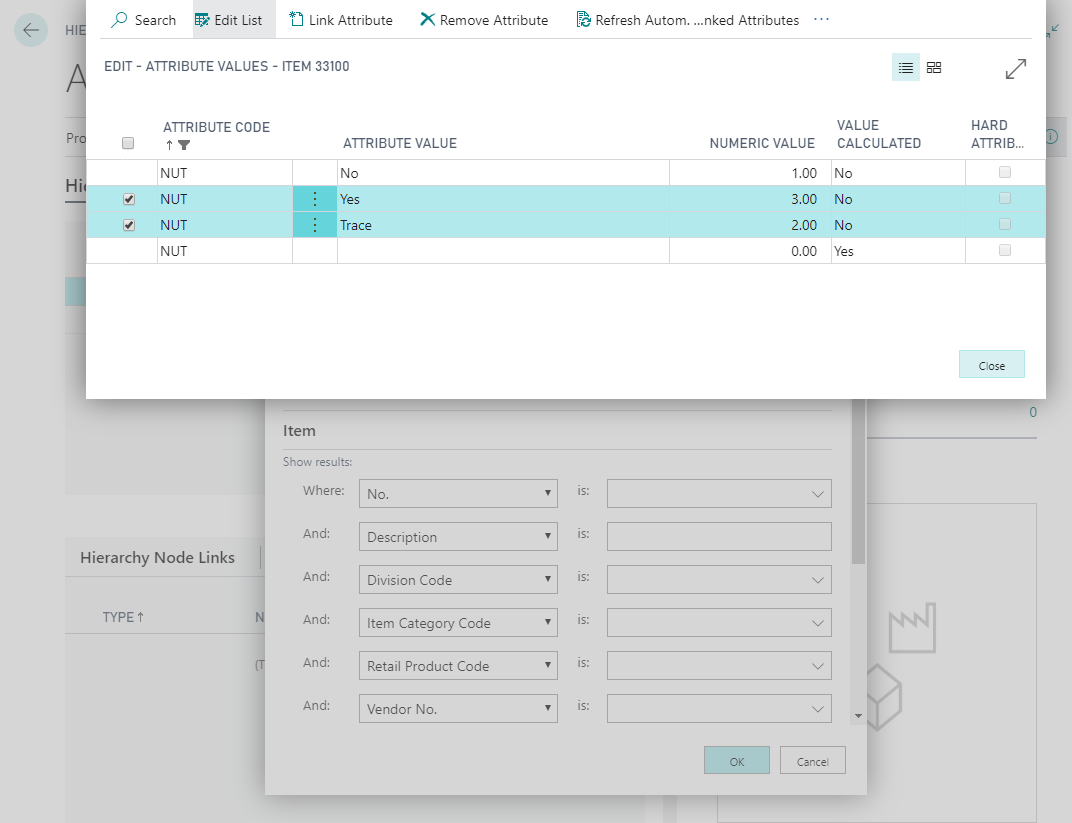 HIE
Search Edit List Link Attribute Remove Attribute Refresh Autom. ...nked Attributes ...
A
EDIT - ATTRIBUTE VALUES - ITEM 33100
Pro
Hi
ATTRIBUTE CODE ↑ ATTRIBUTE VALUE NUMERIC VALUE VALUE CALCULATED HARD ATTRIB...
NUT No 1.00 No
NUT Yes 3.00 No
NUT Trace 2.00 No
NUT 0.00 Yes
Close
0
Item
Show results:
Where: No. is:
And: Description is:
And: Division Code is:
And: Item Category Code is:
And: Retail Product Code is:
And: Vendor No. is:
OK Cancel
Hierarchy Node Links
TYPE ↑ N
(T